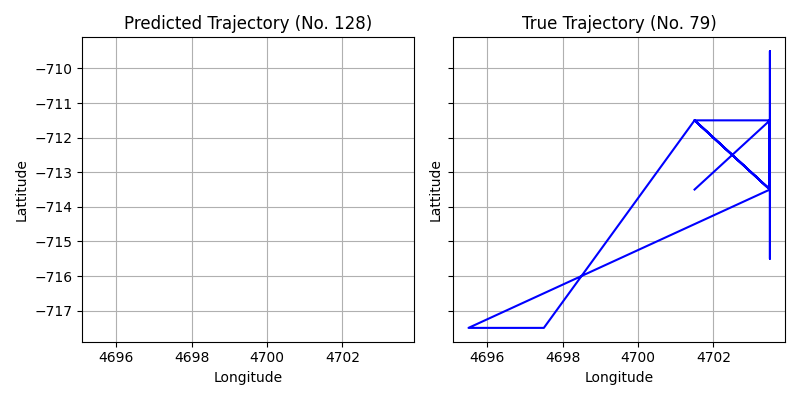 Predicted Trajectory (No. 128)
True Trajectory (No. 79)
−710
−711
−712
−713
−714
−715
−716
−717
Lattitude
Lattitude
4696 4698 4700 4702
4696 4698 4700 4702
Longitude
Longitude